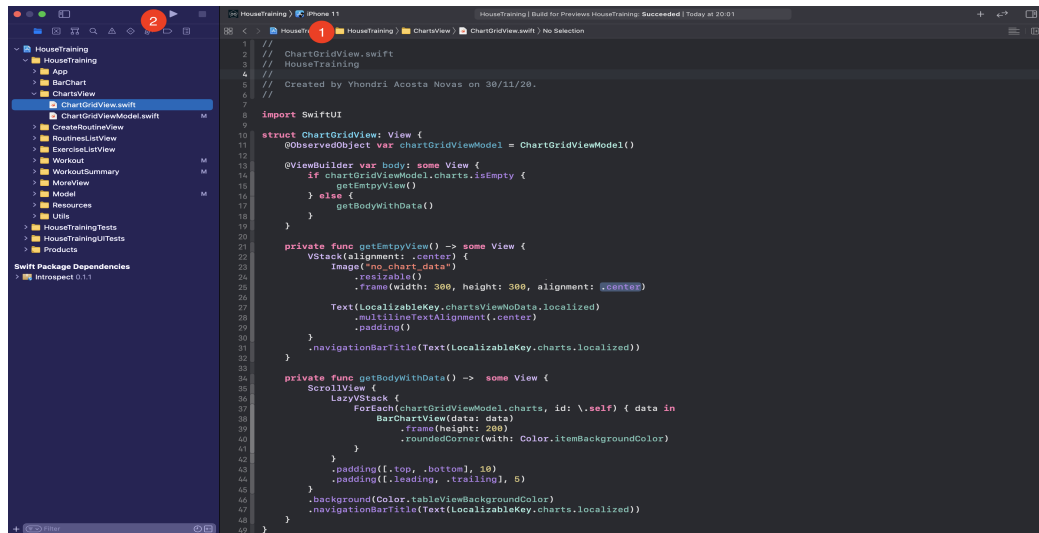 2
HouseTraining 〉 iPhone 11
HouseTraining | Build for Previews HouseTraining: Succeeded | Today at 20:01
1
HouseTraining 〉 ChartsView 〉 ChartGridView.swift 〉 No Selection
HouseTraining
HouseTraining
App
BarChart
ChartsView
ChartGridView.swift
ChartGridViewModel.swift M
CreateRoutineView
RoutinesListView
ExerciseListView
Workout M
WorkoutSummary M
MoreView
Model M
Resources
Utils
HouseTrainingTests
HouseTrainingUITests
Products
Swift Package Dependencies
Introspect 0.1.1
Filter
1 //
2 // ChartGridView.swift
3 // HouseTraining
4 //
5 // Created by Yhondri Acosta Novas on 30/11/20.
6 //
7
8 import SwiftUI
9
10 struct ChartGridView: View {
11 @ObservedObject var chartGridViewModel = ChartGridViewModel()
12
13 @ViewBuilder var body: some View {
14 if chartGridViewModel.charts.isEmpty {
15 getEmtpyView()
16 } else {
17 getBodyWithData()
18 }
19 }
20
21 private func getEmtpyView() -> some View {
22 VStack(alignment: .center) {
23 Image("no_chart_data")
24 .resizable()
25 .frame(width: 300, height: 300, alignment: .center)
26
27 Text(LocalizableKey.chartsViewNoData.localized)
28 .multilineTextAlignment(.center)
29 .padding()
30 }
31 .navigationBarTitle(Text(LocalizableKey.charts.localized))
32 }
33
34 private func getBodyWithData() -> some View {
35 ScrollView {
36 LazyVStack {
37 ForEach(chartGridViewModel.charts, id: \.self) { data in
38 BarChartView(data: data)
39 .frame(height: 200)
40 .roundedCorner(with: Color.itemBackgroundColor)
41 }
42 }
43 .padding([.top, .bottom], 10)
44 .padding([.leading, .trailing], 5)
45 }
46 .background(Color.tableViewBackgroundColor)
47 .navigationBarTitle(Text(LocalizableKey.charts.localized))
48 }
49 }